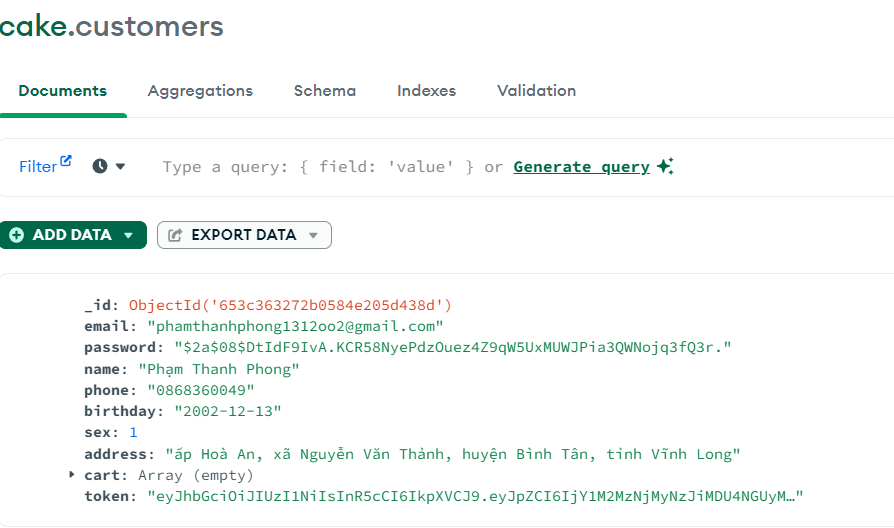 cake.customers
Documents Aggregations Schema Indexes Validation
Filter Type a query: { field: 'value' } or Generate query
ADD DATA EXPORT DATA
_id: ObjectId('653c363272b0584e205d438d')
email: "phamthanhphong1312oo2@gmail.com"
password: "$2a$08$DtIdF9IvA.KCR58NyePdzOuez4Z9qW5UxMUWJPia3QWNojq3fQ3r."
name: "Phạm Thanh Phong"
phone: "0868360049"
birthday: "2002-12-13"
sex: 1
address: "ấp Hoà An, xã Nguyễn Văn Thảnh, huyện Bình Tân, tỉnh Vĩnh Long"
cart: Array (empty)
token: "eyJhbGciOiJIUzI1NiIsInR5cCI6IkpXVCJ9.eyJpZCI6IjY1M2MzNjMyNzJiMDU4NGUyM…"